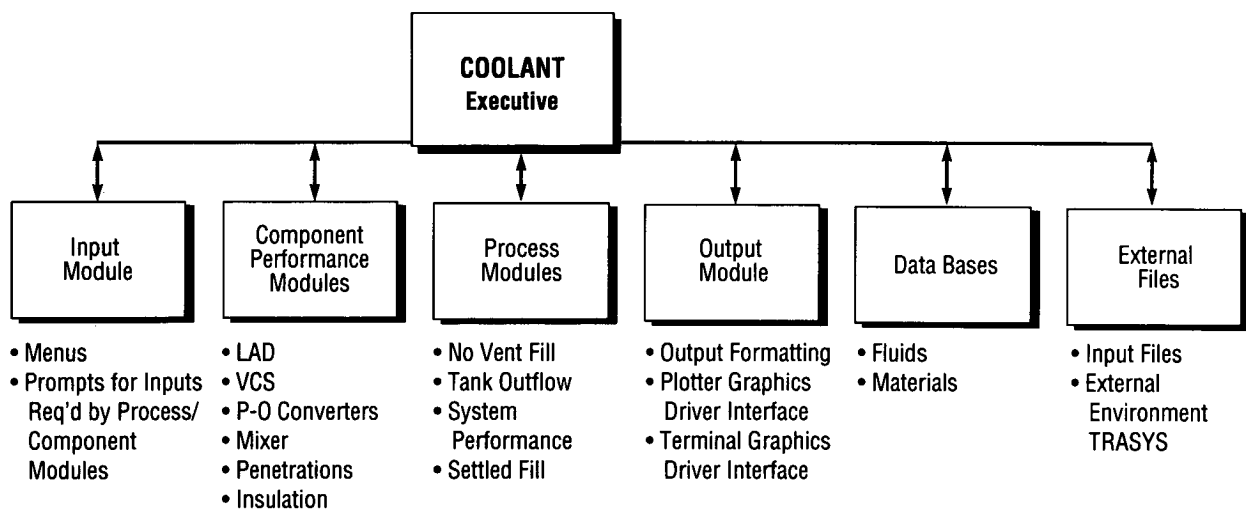 COOLANT
Executive
Input
Module
• Menus
• Prompts for Inputs
Req'd by Process/
Component
Modules
Component
Performance
Modules
• LAD
• VCS
• P-O Converters
• Mixer
• Penetrations
• Insulation
Process
Modules
• No Vent Fill
• Tank Outflow
• System
Performance
• Settled Fill
Output
Module
• Output Formatting
• Plotter Graphics
Driver Interface
• Terminal Graphics
Driver Interface
Data Bases
• Fluids
• Materials
External
Files
• Input Files
• External
Environment
TRASYS